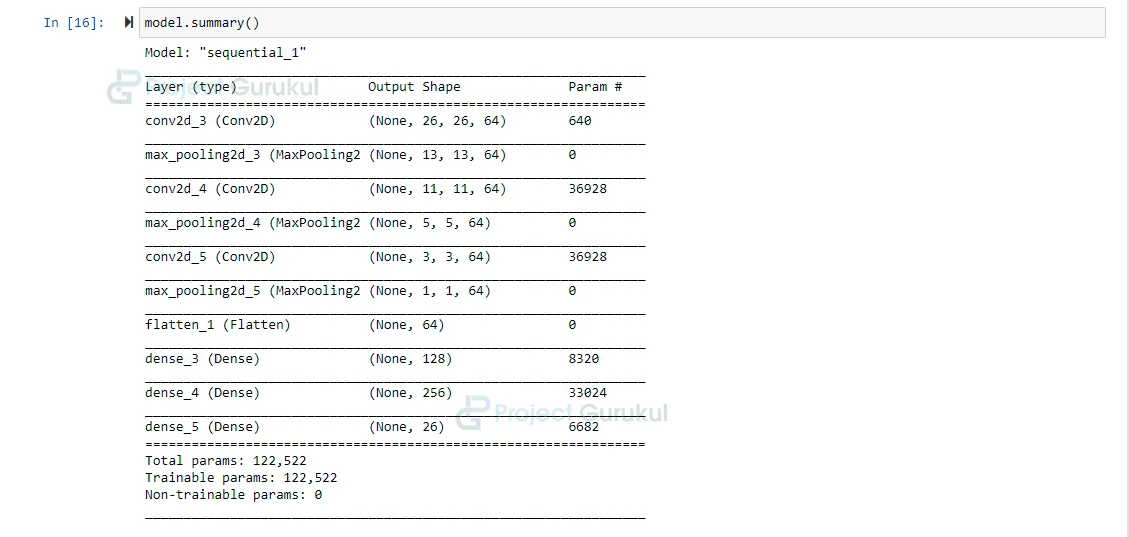 In [16]: model.summary()
Model: "sequential_1"
Project Gurukul
Layer (type) Output Shape Param #
conv2d_3 (Conv2D) (None, 26, 26, 64) 640
max_pooling2d_3 (MaxPooling2 (None, 13, 13, 64) 0
conv2d_4 (Conv2D) (None, 11, 11, 64) 36928
max_pooling2d_4 (MaxPooling2 (None, 5, 5, 64) 0
conv2d_5 (Conv2D) (None, 3, 3, 64) 36928
max_pooling2d_5 (MaxPooling2 (None, 1, 1, 64) 0
flatten_1 (Flatten) (None, 64) 0
dense_3 (Dense) (None, 128) 8320
dense_4 (Dense) (None, 256) 33024
Project Gurukul
dense_5 (Dense) (None, 26) 6682
Total params: 122,522
Trainable params: 122,522
Non-trainable params: 0